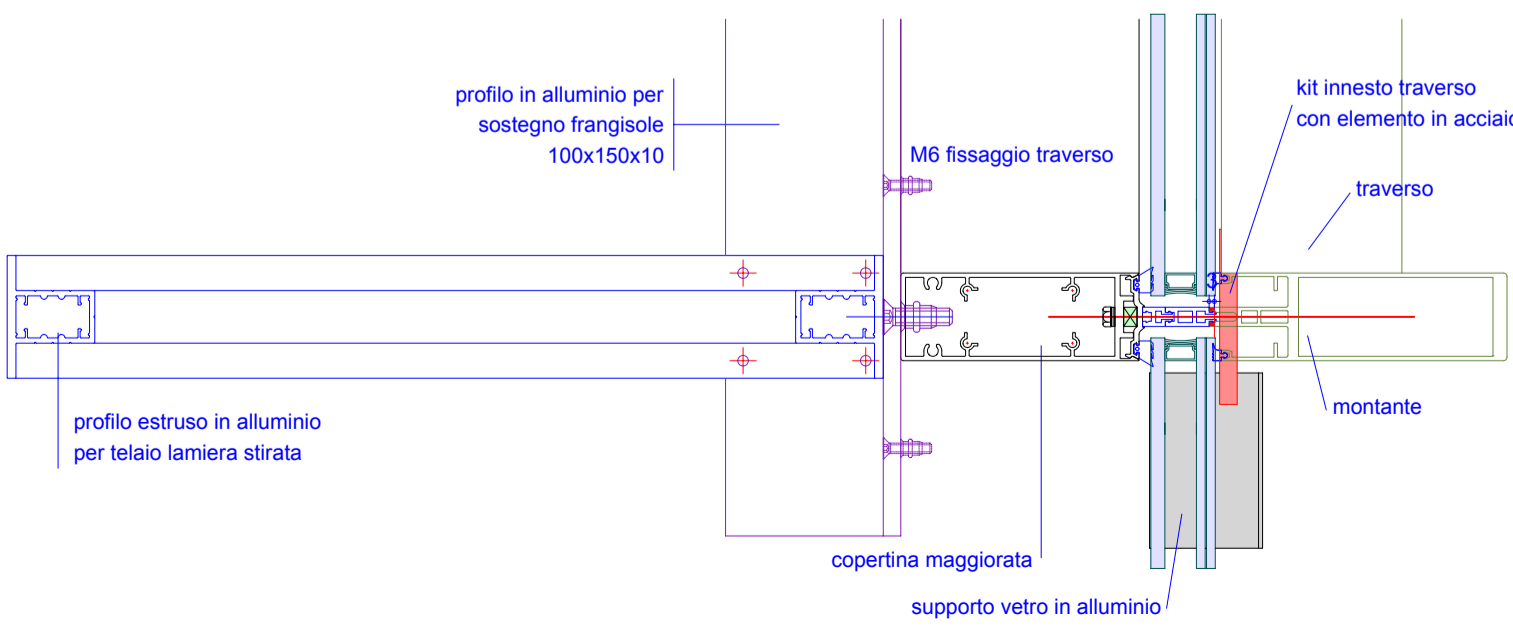 profilo in alluminio per
sostegno frangisole
100x150x10
M6 fissaggio traverso
kit innesto traverso
con elemento in acciaio
traverso
profilo estruso in alluminio
per telaio lamiera stirata
montante
copertina maggiorata
supporto vetro in alluminio